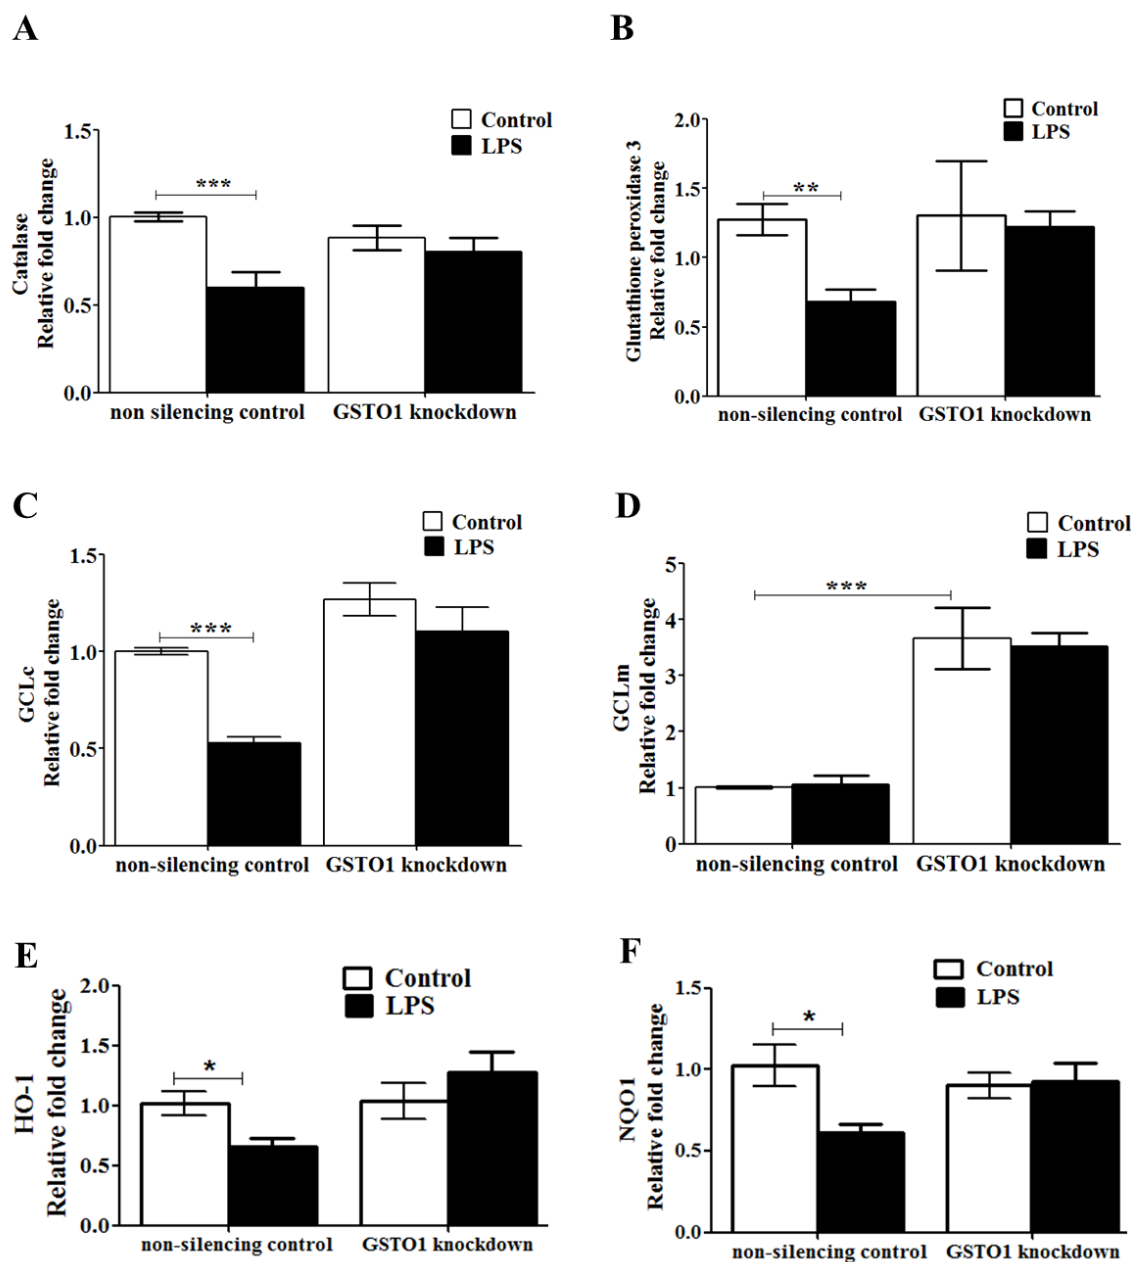 A
Control
LPS
Catalase
Relative fold change
1.5
1.0
0.5
0.0
***
non silencing control
GSTO1 knockdown
B
Control
LPS
Glutathione peroxidase 3
Relative fold change
2.0
1.5
1.0
0.5
0.0
**
non-silencing control
GSTO1 knockdown
C
Control
LPS
GCLc
Relative fold change
1.5
1.0
0.5
0.0
***
non-silencing control
GSTO1 knockdown
D
Control
LPS
GCLm
Relative fold change
5
4
3
2
1
0
***
non-silencing control
GSTO1 knockdown
E
Control
LPS
HO-1
Relative fold change
2.0
1.5
1.0
0.5
0.0
*
non-silencing control
GSTO1 knockdown
F
Control
LPS
NQO1
Relative fold change
1.5
1.0
0.5
0.0
*
non-silencing control
GSTO1 knockdown